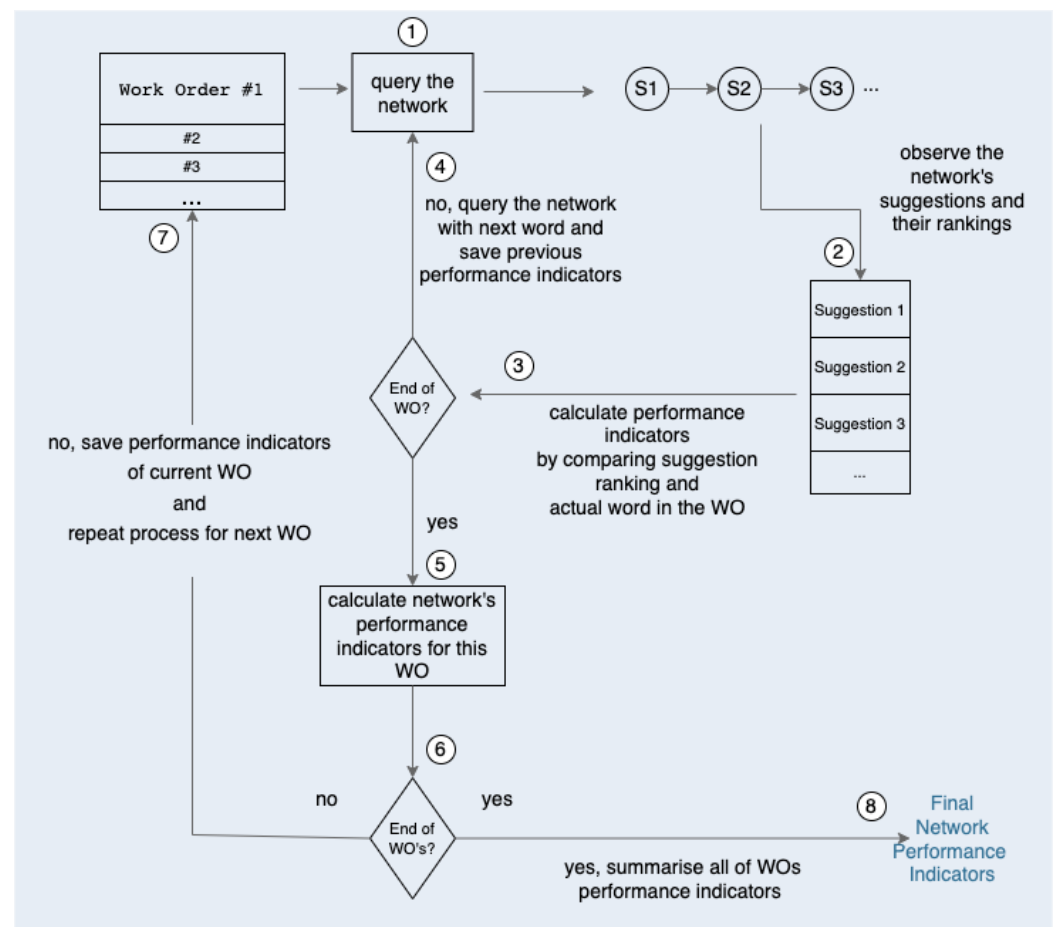 1
Work Order #1
#2
#3
...
query the
network
S1
S2
S3
...
observe the
network's
suggestions and
their rankings
2
Suggestion 1
Suggestion 2
Suggestion 3
...
3
calculate performance
indicators
by comparing suggestion
ranking and
actual word in the WO
End of
WO?
4
no, query the network
with next word and
save previous
performance indicators
yes
5
calculate network's
performance
indicators for this
WO
6
End of
WO's?
no
7
no, save performance indicators
of current WO
and
repeat process for next WO
yes
8
yes, summarise all of WOs
performance indicators
Final
Network
Performance
Indicators